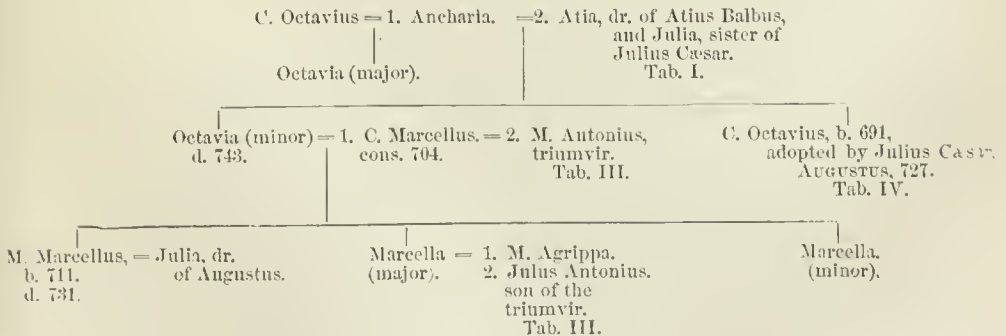 C. Octavius = 1. Ancharia. = 2. Atia, dr. of Atius Balbus,
and Julia, sister of
Julius Cæsar.
Octavia (major). Tab. I.
Octavia (minor) = 1. C. Marcellus. = 2. M. Antonius, C. Octavius, b. 691,
d. 743. cons. 704. triumvir. adopted by Julius Cæsar.
Tab. III. AUGUSTUS, 727.
Tab. IV.
M. Marcellus, = Julia, dr. Marcella = 1. M. Agrippa. Marcella.
b. 711. of Augustus. (major). 2. Julus Antonius. (minor).
d. 731. son of the
triumvir.
Tab. III.